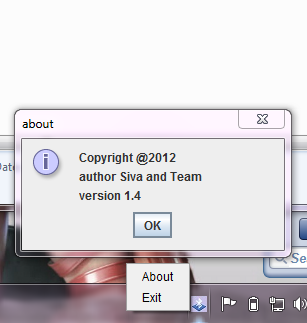 about
Copyright @2012
author Siva and Team
version 1.4
OK
About
Exit